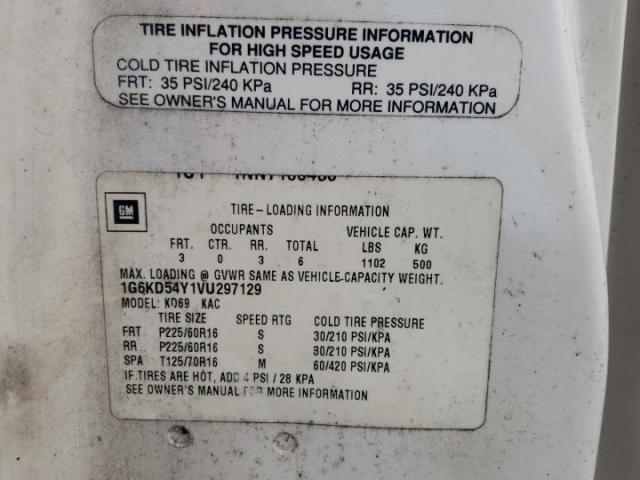 TIRE INFLATION PRESSURE INFORMATION
FOR HIGH SPEED USAGE
COLD TIRE INFLATION PRESSURE
FRT: 35 PSI/240 KPa RR: 35 PSI/240 KPa
SEE OWNER'S MANUAL FOR MORE INFORMATION
GM
TIRE-LOADING INFORMATION
OCCUPANTS VEHICLE CAP. WT.
FRT. CTR. RR. TOTAL LBS KG
3 0 3 6 1102 500
MAX. LOADING @ GVWR SAME AS VEHICLE CAPACITY WEIGHT.
1G6KD54Y1VU297129
MODEL: KD69 KAC
TIRE SIZE SPEED RTG COLD TIRE PRESSURE
FRT P225/60R16 S 30/210 PSI/KPA
RR P225/60R16 S 30/210 PSI/KPA
SPA T125/70R16 M 60/420 PSI/KPA
IF TIRES ARE HOT, ADD 4 PSI / 28 KPA
SEE OWNERS MANUAL FOR MORE INFORMATION